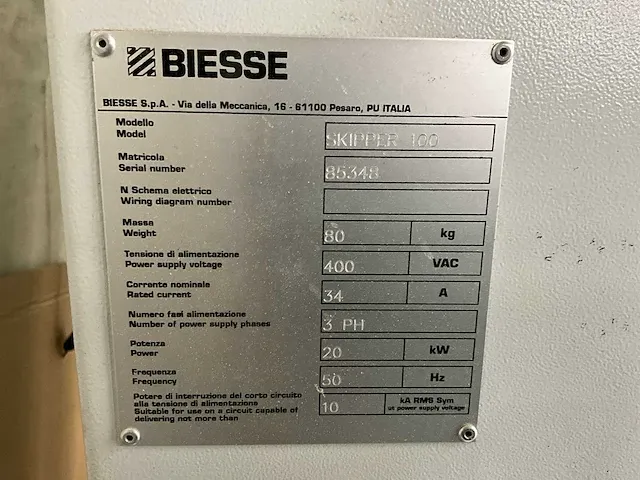 BIESSE
BIESSE S.p.A. - Via della Meccanica, 16 - 61100 Pesaro, PU ITALIA
Modello
Model
SKIPPER 100
Matricola
Serial number
85348
N Schema elettrico
Wiring diagram number
Massa
Weight
80 kg
Tensione di alimentazione
Power supply voltage
400 VAC
Corrente nominale
Rated current
34 A
Numero fasi alimentazione
Number of power supply phases
3 PH
Potenza
Power
20 kW
Frequenza
Frequency
50 Hz
Potere di interruzione del corto circuito
alla tensione di alimentazione
Suitable for use on a circuit capable of
delivering not more than
10 kA RMS Sym
at power supply voltage